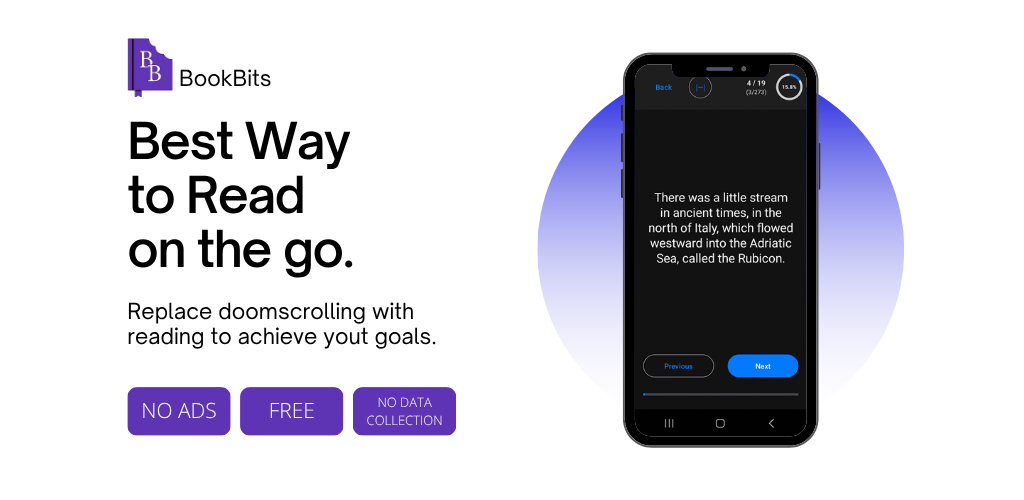 BB
BookBits
Best Way
to Read
on the go.
Replace doomscrolling with
reading to achieve yout goals.
NO ADS
FREE
NO DATA
COLLECTION
Back
4 / 19
(3/273)
15.8%
There was a little stream
in ancient times, in the
north of Italy, which flowed
westward into the Adriatic
Sea, called the Rubicon.
Previous
Next